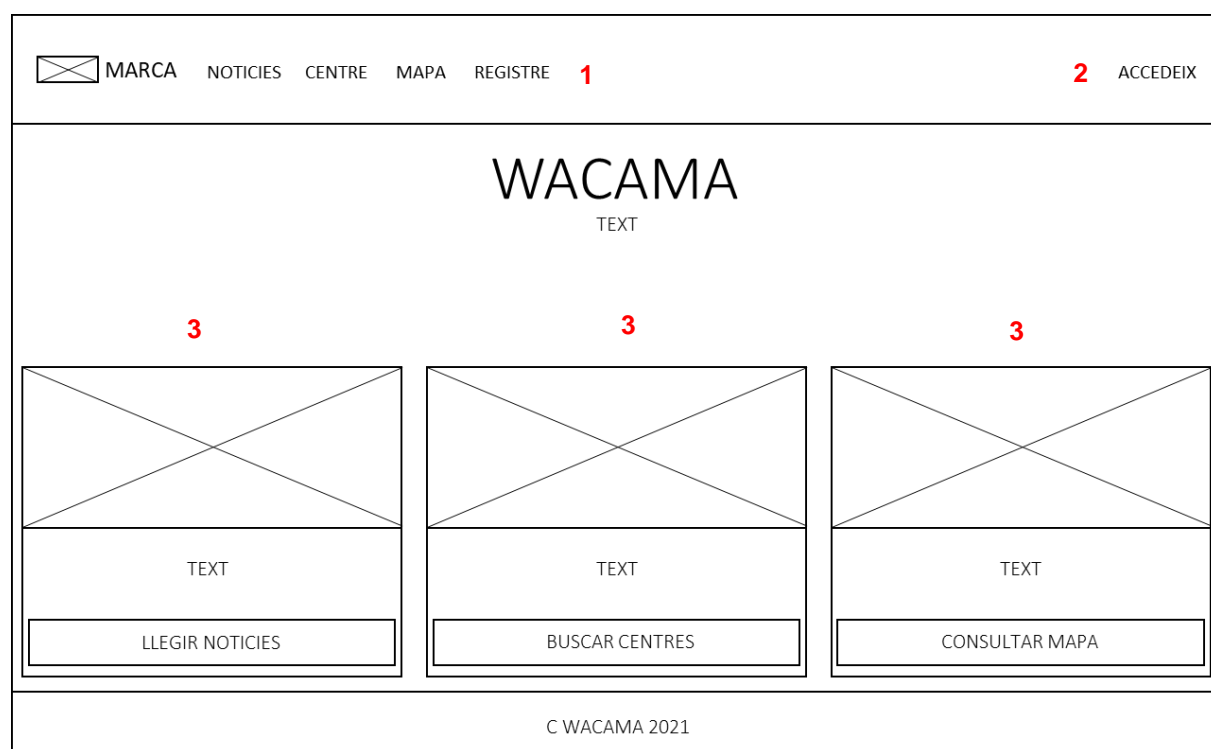 MARCA NOTICIES CENTRE MAPA REGISTRE 1 2 ACCEDEIX
WACAMA
TEXT
3 3 3
TEXT TEXT TEXT
LLEGIR NOTICIES BUSCAR CENTRES CONSULTAR MAPA
C WACAMA 2021